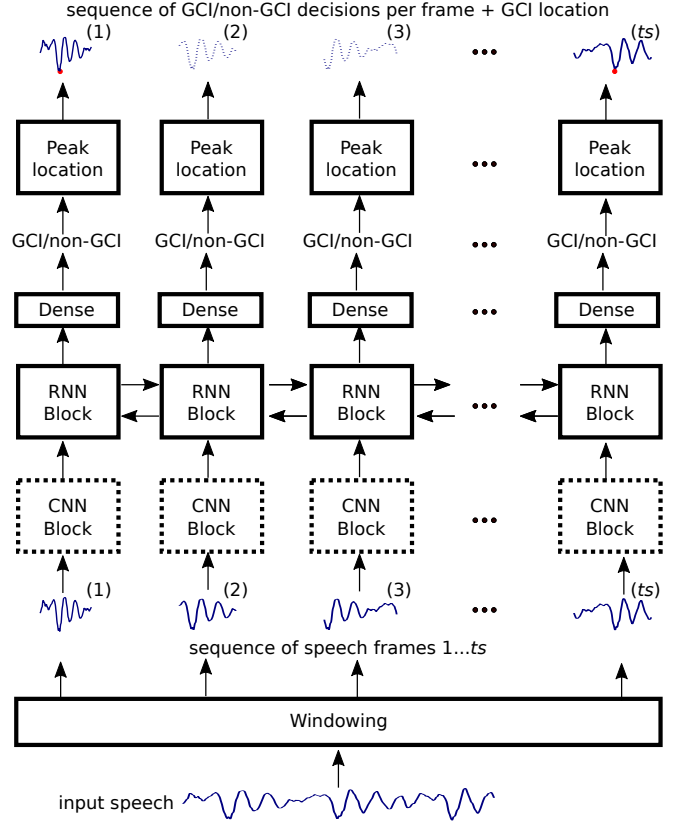 sequence of GCI/non-GCI decisions per frame + GCI location
(1) (2) (3) (ts)
Peak location Peak location Peak location Peak location
GCI/non-GCI GCI/non-GCI GCI/non-GCI GCI/non-GCI
Dense Dense Dense Dense
RNN Block RNN Block RNN Block RNN Block
CNN Block CNN Block CNN Block CNN Block
(1) (2) (3) (ts)
sequence of speech frames 1...ts
Windowing
input speech